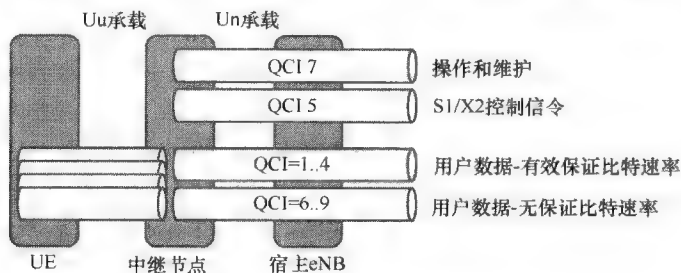 Uu承载 Un承载
QCI 7 操作和维护
QCI 5 S1/X2控制信令
QCI=1..4 用户数据-有效保证比特速率
QCI=6..9 用户数据-无保证比特速率
UE 中继节点 宿主eNB